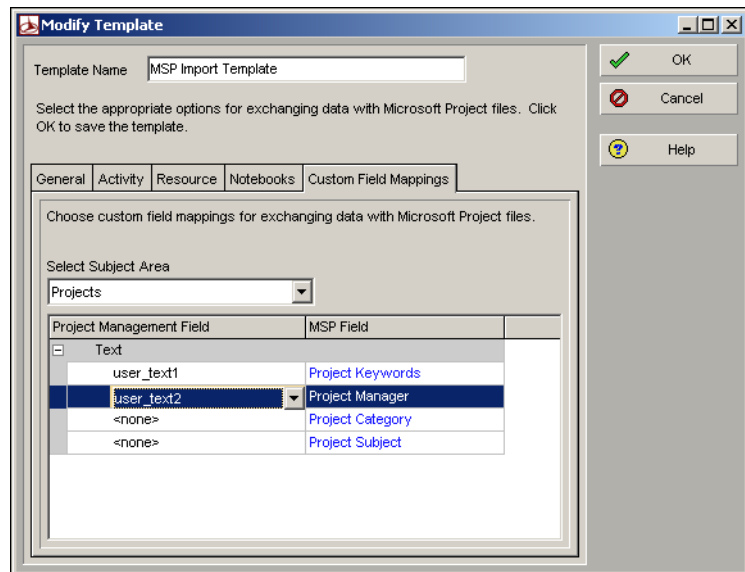 Modify Template
Template Name MSP Import Template
OK
Cancel
Help
Select the appropriate options for exchanging data with Microsoft Project files. Click
OK to save the template.
General Activity Resource Notebooks Custom Field Mappings
Choose custom field mappings for exchanging data with Microsoft Project files.
Select Subject Area
Projects
Project Management Field MSP Field
Text
user_text1 Project Keywords
user_text2 Project Manager
<none> Project Category
<none> Project Subject